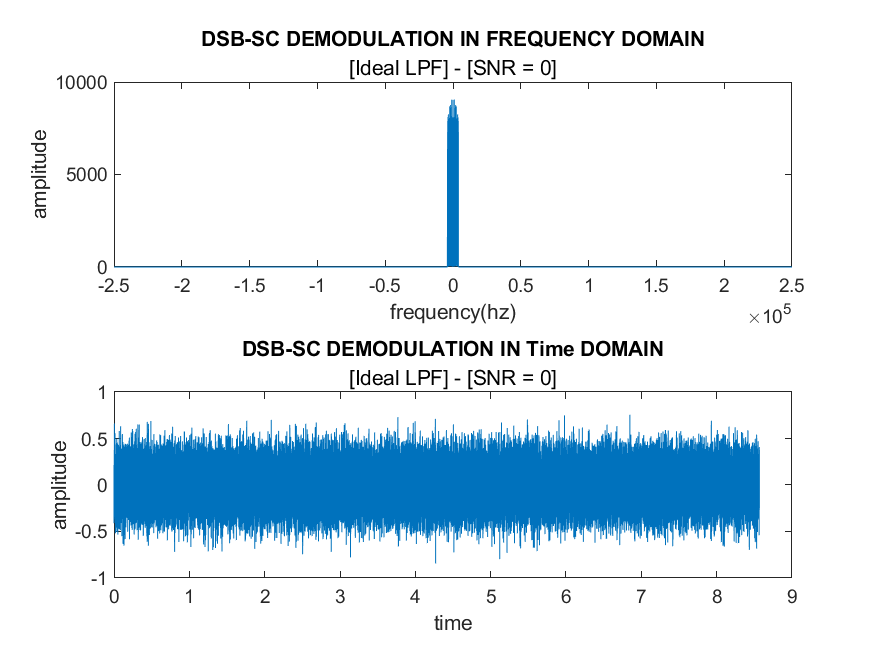 DSB-SC DEMODULATION IN FREQUENCY DOMAIN
[Ideal LPF] - [SNR = 0]
10000
5000
0
amplitude
-2.5 -2 -1.5 -1 -0.5 0 0.5 1 1.5 2 2.5
frequency(hz)
×10^5
DSB-SC DEMODULATION IN Time DOMAIN
[Ideal LPF] - [SNR = 0]
1
0.5
0
-0.5
-1
amplitude
0 1 2 3 4 5 6 7 8 9
time